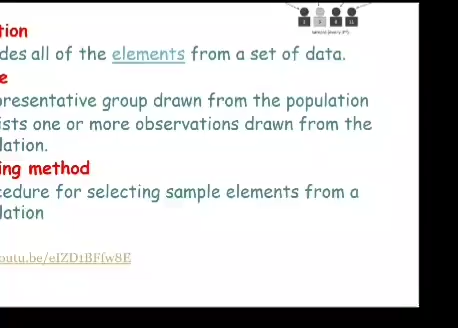 tion
des all of the elements from a set of data.
e
presentative group drawn from the population
ists one or more observations drawn from the
lation.
ing method
cedure for selecting sample elements from a
lation
outu.be/eIZD1BFfw8E